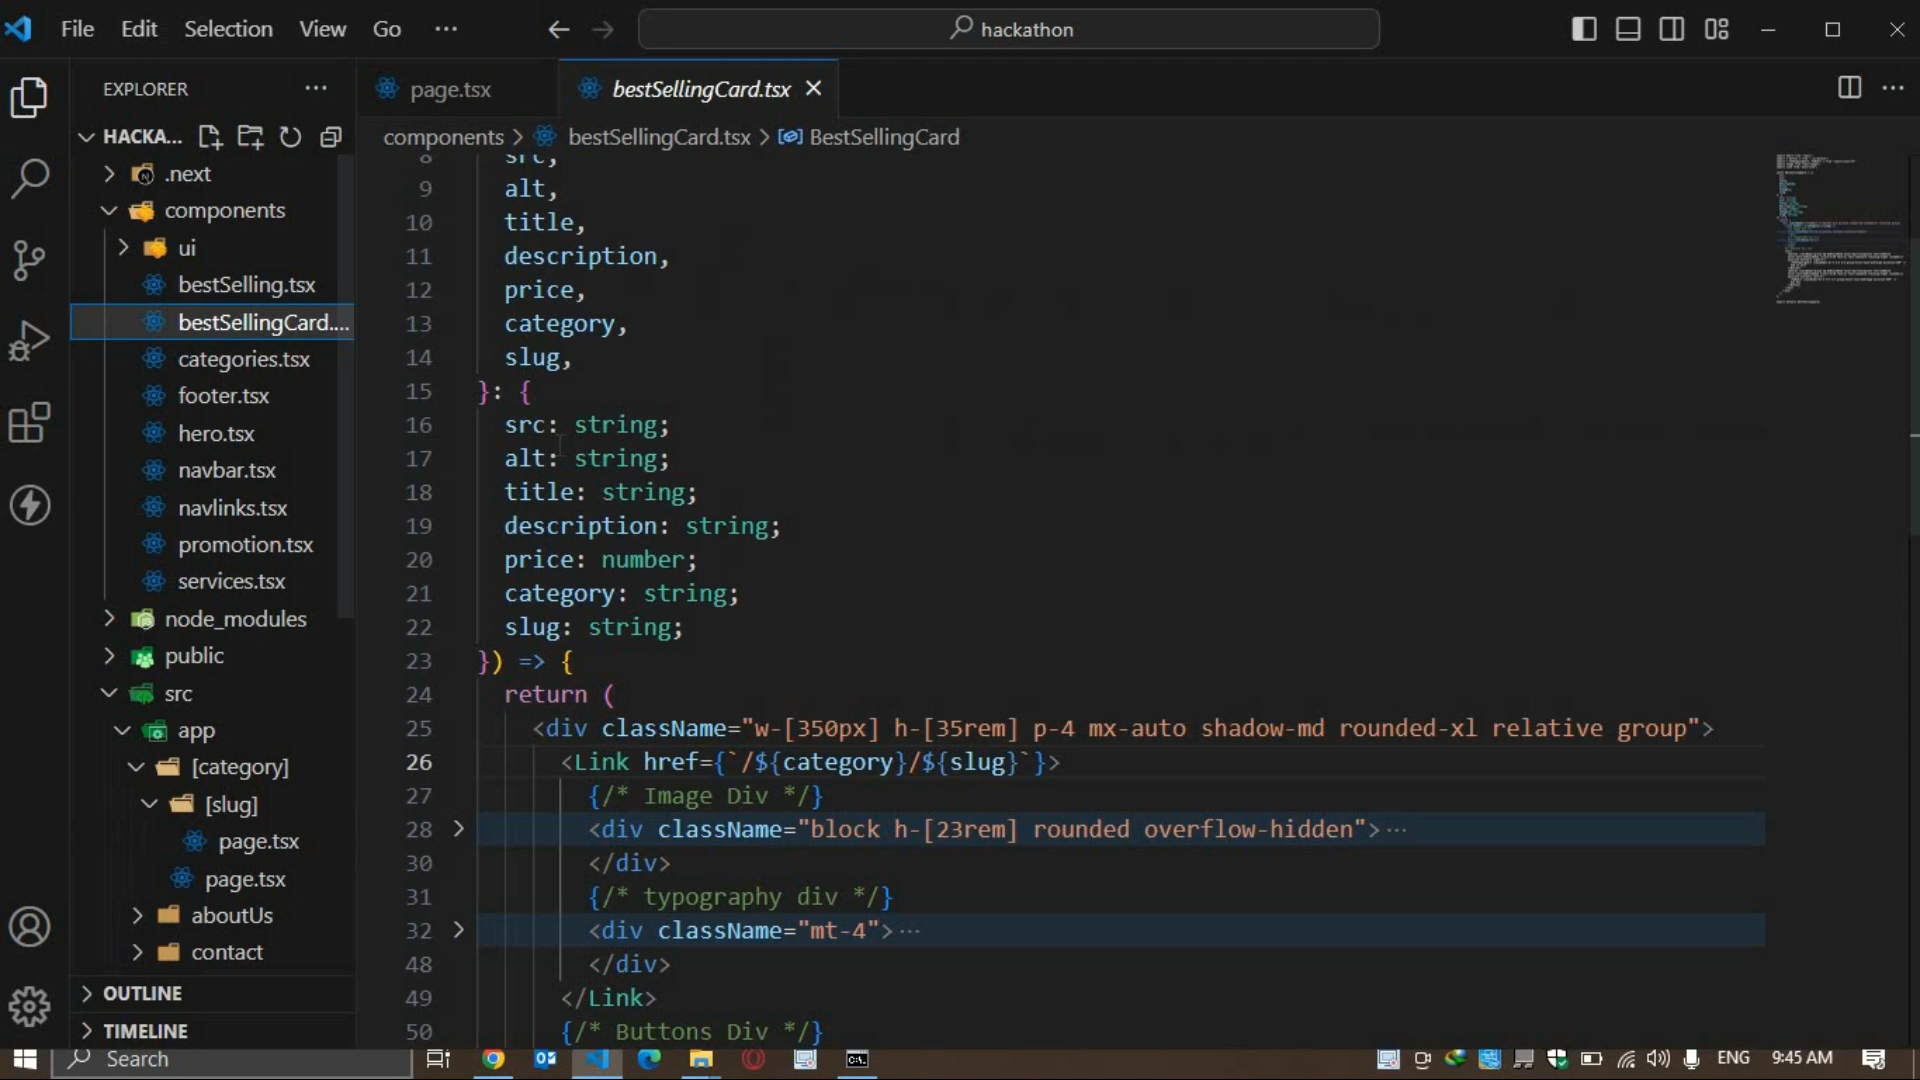 File Edit Selection View Go ··· hackathon
EXPLORER ···
HACKA...
.next
components
ui
bestSelling.tsx
bestSellingCard....
categories.tsx
footer.tsx
hero.tsx
navbar.tsx
navlinks.tsx
promotion.tsx
services.tsx
node_modules
public
src
app
[category]
[slug]
page.tsx
page.tsx
aboutUs
contact
OUTLINE
TIMELINE
page.tsx bestSellingCard.tsx
components > bestSellingCard.tsx > BestSellingCard
8 src,
9 alt,
10 title,
11 description,
12 price,
13 category,
14 slug,
15 }: {
16 src: string;
17 alt: string;
18 title: string;
19 description: string;
20 price: number;
21 category: string;
22 slug: string;
23 }) => {
24 return (
25 <div className="w-[350px] h-[35rem] p-4 mx-auto shadow-md rounded-xl relative group">
26 <Link href={`/${category}/${slug}`}>
27 {/* Image Div */}
28 <div className="block h-[23rem] rounded overflow-hidden">···
30 </div>
31 {/* typography div */}
32 <div className="mt-4">···
48 </div>
49 </Link>
50 {/* Buttons Div */}
Search
ENG 9:45 AM